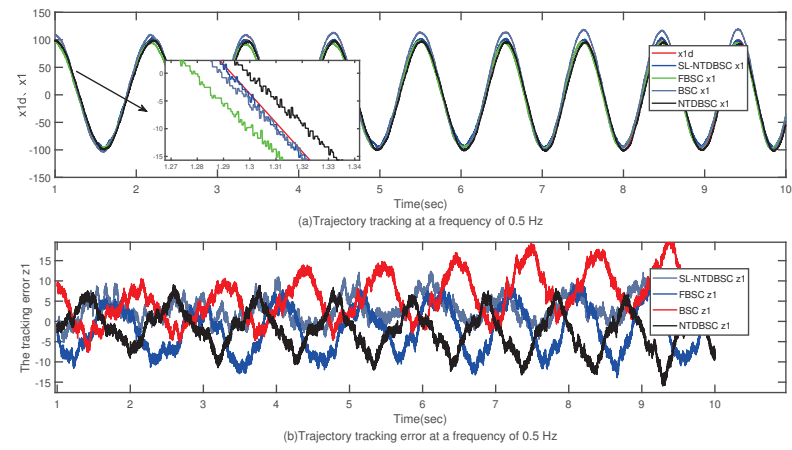 150
100
50
0
-50
-100
-150
x1d、x1
5
0
-5
-10
-15
1.27 1.28 1.29 1.3 1.31 1.32 1.33 1.34
x1d
SL-NTDBSC x1
FBSC x1
BSC x1
NTDBSC x1
1 2 3 4 5 6 7 8 9 10
Time(sec)
(a)Trajectory tracking at a frequency of 0.5 Hz
15
10
5
0
-5
-10
-15
The tracking error z1
SL-NTDBSC z1
FBSC z1
BSC z1
NTDBSC z1
1 2 3 4 5 6 7 8 9 10
Time(sec)
(b)Trajectory tracking error at a frequency of 0.5 Hz